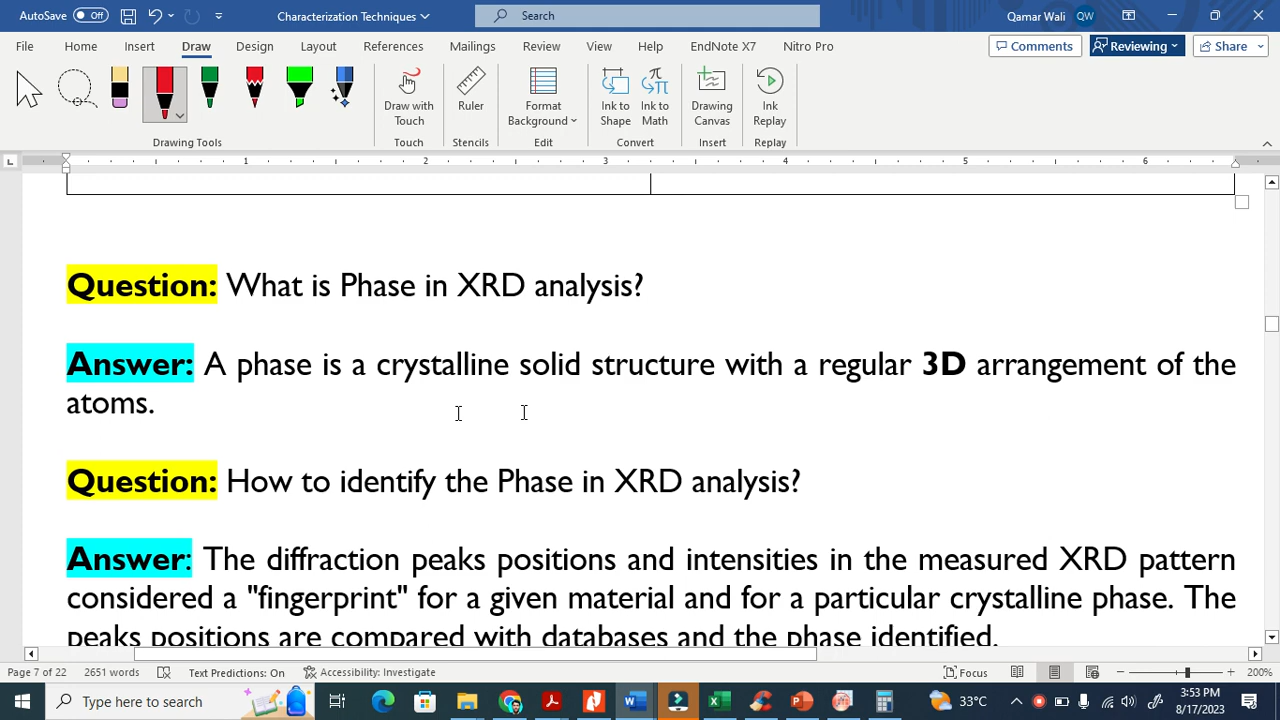 AutoSave Off Characterization Techniques Search Qamar Wali QW
File Home Insert Draw Design Layout References Mailings Review View Help EndNote X7 Nitro Pro Comments Reviewing Share
Draw with Touch Ruler Format Background Ink to Shape Ink to Math Drawing Canvas Ink Replay
Drawing Tools Touch Stencils Edit Convert Insert Replay
1 2 3 4 5 6
Question: What is Phase in XRD analysis?
Answer: A phase is a crystalline solid structure with a regular 3D arrangement of the
atoms.
Question: How to identify the Phase in XRD analysis?
Answer: The diffraction peaks positions and intensities in the measured XRD pattern
considered a "fingerprint" for a given material and for a particular crystalline phase. The
peaks positions are compared with databases and the phase identified.
Page 7 of 22 2651 words Text Predictions: On Accessibility: Investigate Focus 200%
Type here to search 33°C 3:53 PM
8/17/2023